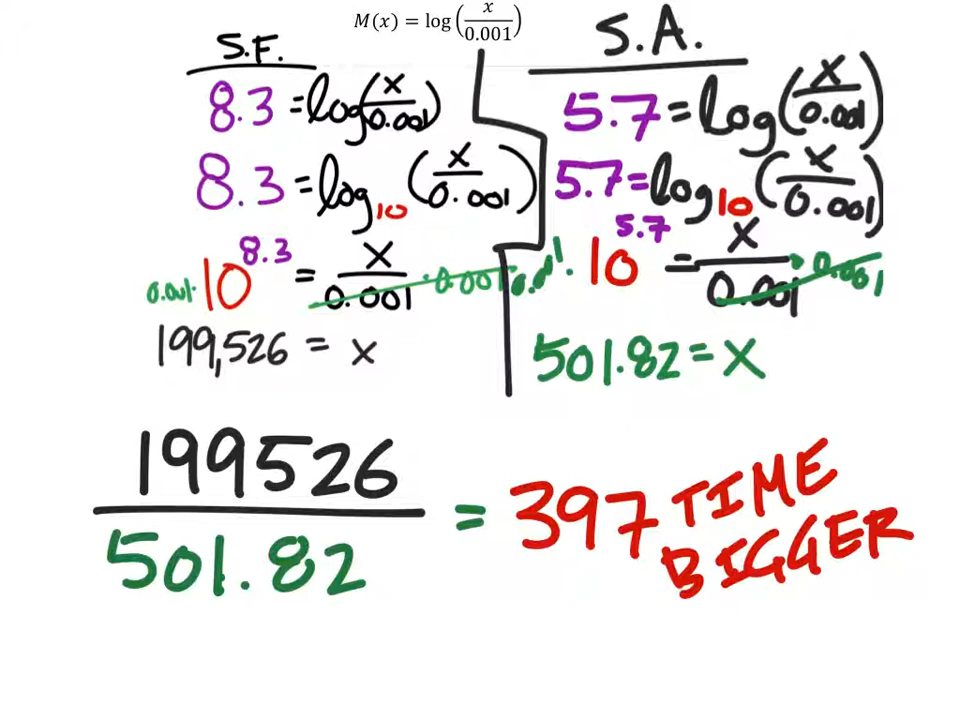 M(x) = log(x/0.001)
S.F.
8.3 = log(x/0.001)
8.3 = log₁₀(x/0.001)
0.001·10^8.3 = x/0.001 · 0.001
199,526 = x
S.A.
5.7 = log(x/0.001)
5.7 = log₁₀(x/0.001)
0.001·10^5.7 = x/0.001 · 0.001
501.82 = x
199526/501.82 = 397 TIME BIGGER